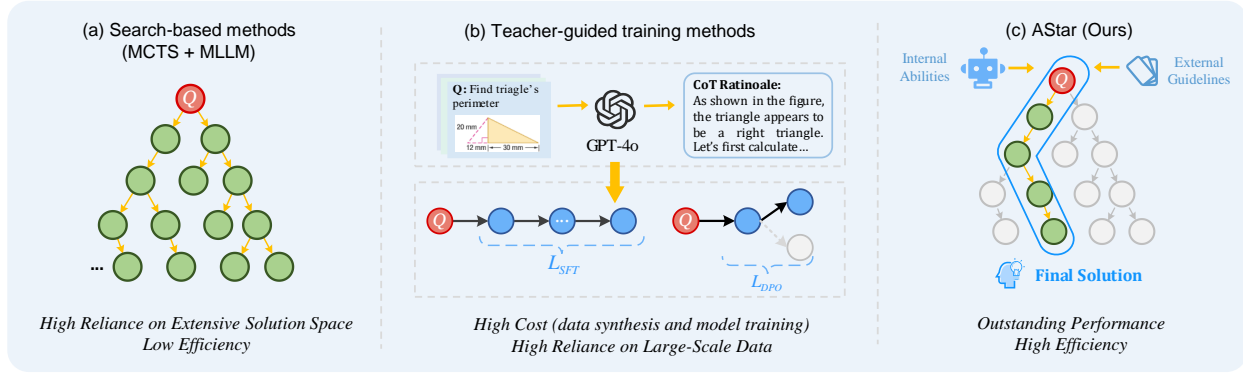 (a) Search-based methods
(MCTS + MLLM)
Q
...
High Reliance on Extensive Solution Space
Low Efficiency
(b) Teacher-guided training methods
Q: Find triagle's
perimeter
20 mm
12 mm
30 mm
GPT-4o
CoT Ratinoale:
As shown in the figure,
the triangle appears to
be a right triangle.
Let's first calculate...
Q
...
L_SFT
Q
L_DPO
High Cost (data synthesis and model training)
High Reliance on Large-Scale Data
(c) AStar (Ours)
Internal
Abilities
Q
External
Guidelines
Final Solution
Outstanding Performance
High Efficiency